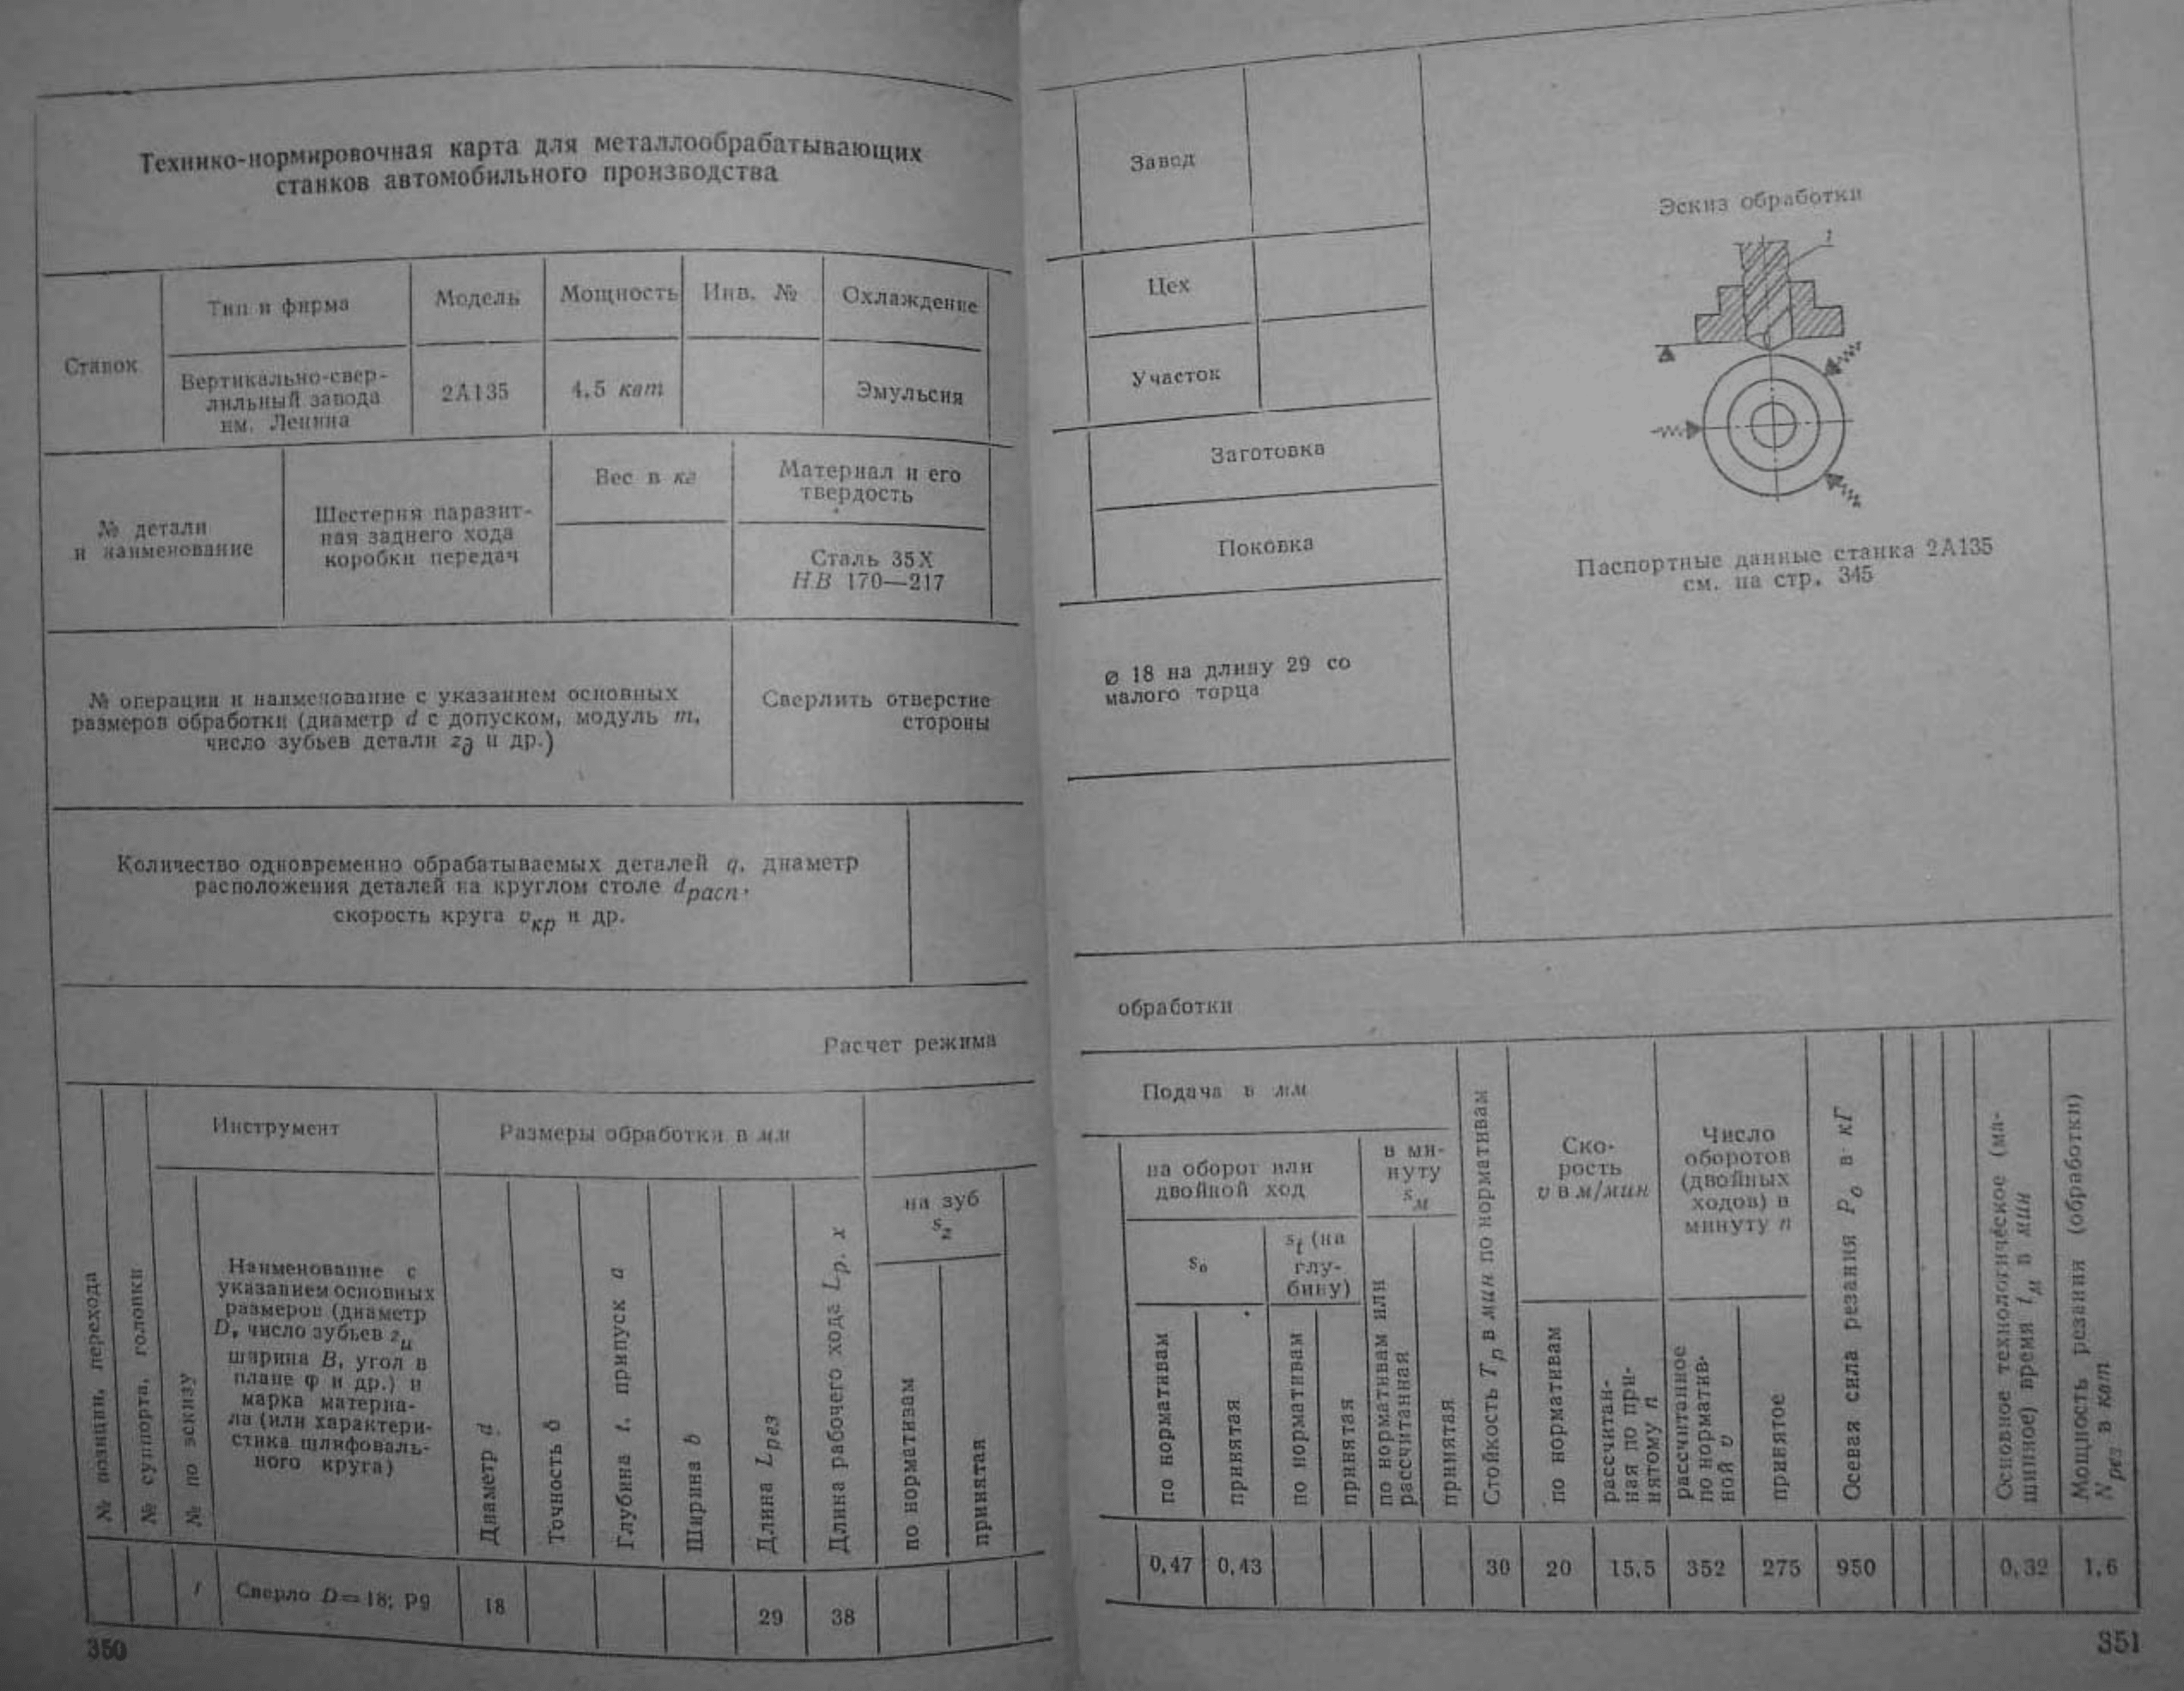 Технико-нормировочная карта для металлообрабатывающих
станков автомобильного производства
Станок
Тип и фирма
Модель
Мощность
Инв. №
Охлаждение
Вертикально-свер-
лильный завода
им. Ленина
2А135
4,5 квт
Эмульсия
№ детали
и наименование
Шестерня паразит-
ная заднего хода
коробки передач
Вес в кг
Материал и его
твердость
Сталь 35Х
НВ 170—217
№ операции и наименование с указанием основных
размеров обработки (диаметр d с допуском, модуль m,
число зубьев детали zд и др.)
Сверлить отверстие
стороны
Количество одновременно обрабатываемых деталей q, диаметр
расположения деталей на круглом столе dрасп,
скорость круга vкр и др.
Расчет режима
№ позиции, перехода
№ суппорта, головки
Инструмент
№ по эскизу
Наименование с
указанием основных
размеров (диаметр
D, число зубьев zи
ширина B, угол в
плане φ и др.) и
марка материа-
ла (или характери-
стика шлифоваль-
ного круга)
Размеры обработки в мм
Диаметр d
Точность δ
Глубина t, припуск a
Ширина b
Длина Lрез
Длина рабочего хода Lр. х
на зуб
sz
по нормативам
принятая
1
Сверло D=18; Р9
18
29
38
350
Завод
Цех
Участок
Заготовка
Поковка
⌀ 18 на длину 29 со
малого торца
Эскиз обработки
1
Паспортные данные станка 2А135
см. на стр. 345
обработки
Подача в мм
на оборот или
двойной ход
s0
по нормативам
принятая
st (на
глу-
бину)
по нормативам
принятая
в ми-
нуту
sм
по нормативам или
рассчитанная
принятая
Стойкость Tр в мин по нормативам
Ско-
рость
v в м/мин
по нормативам
рассчитан-
ная по при-
нятому n
Число
оборотов
(двойных
ходов) в
минуту n
рассчитанное
по норматив-
ной v
принятое
Осевая сила резания P0 в кГ
Основное технологическое (ма-
шинное) время tм в мин
Мощность резания (обработки)
Nрез в квт
0,47
0,43
30
20
15,5
352
275
950
0,32
1,6
351